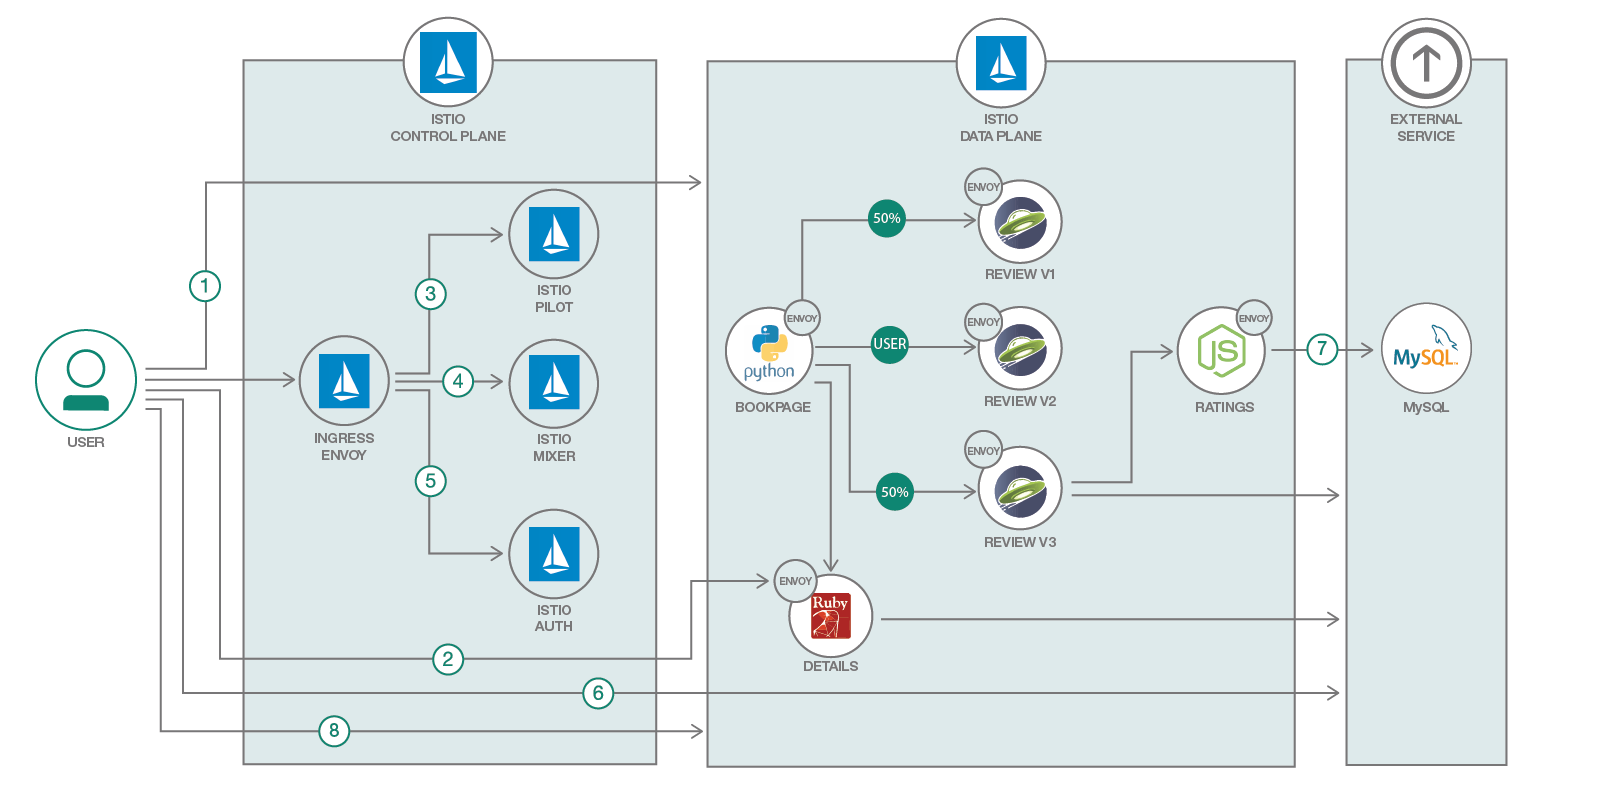 ISTIO
CONTROL PLANE
ISTIO
DATA PLANE
EXTERNAL
SERVICE
1
USER
INGRESS
ENVOY
3
4
5
ISTIO
PILOT
ISTIO
MIXER
ISTIO
AUTH
2
6
8
ENVOY
python
BOOKPAGE
50%
USER
50%
ENVOY
REVIEW V1
ENVOY
REVIEW V2
ENVOY
REVIEW V3
ENVOY
Ruby
DETAILS
ENVOY
JS
RATINGS
7
MySQL
MySQL